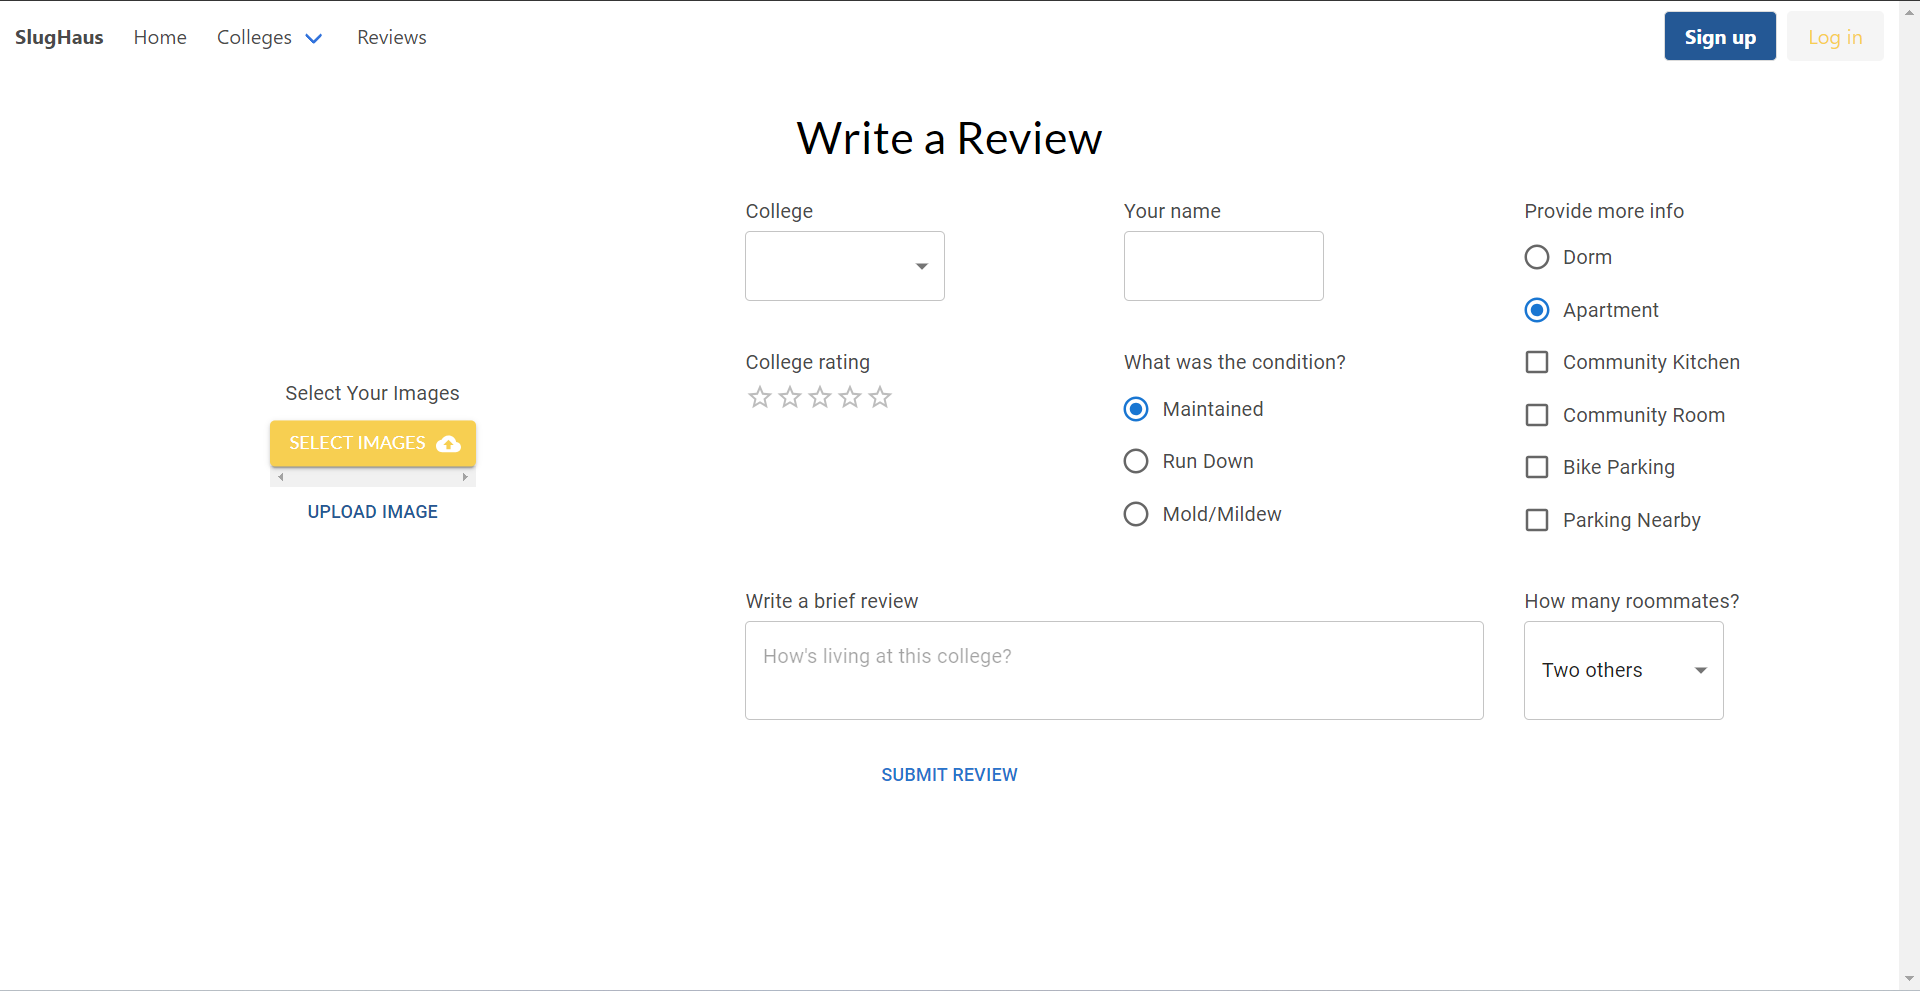 SlugHaus Home Colleges Reviews Sign up Log in
Write a Review
College
Your name
Provide more info
Dorm
Apartment
Community Kitchen
Community Room
Bike Parking
Parking Nearby
College rating
What was the condition?
Maintained
Run Down
Mold/Mildew
Select Your Images
SELECT IMAGES
UPLOAD IMAGE
Write a brief review
How's living at this college?
How many roommates?
Two others
SUBMIT REVIEW